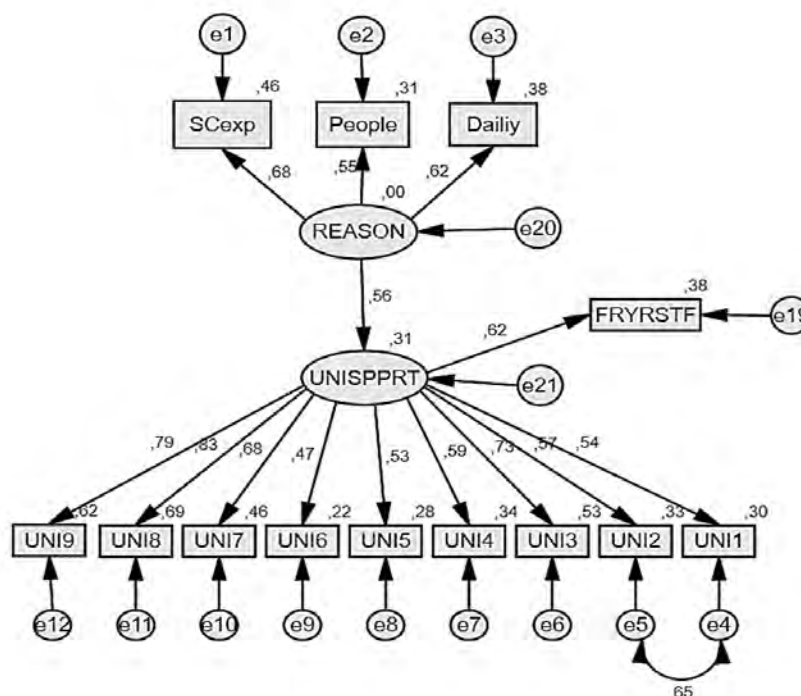 e1 e2 e3
,46 ,31 ,38
SCexp People Dailiy
,68 ,55 ,62
,00
REASON e20
,56
,38
FRYRSTF e19
,62
,31
UNISPPRT e21
,79 ,83 ,68 ,47 ,53 ,59 ,73 ,57 ,54
,62 ,69 ,46 ,22 ,28 ,34 ,53 ,33 ,30
UNI9 UNI8 UNI7 UNI6 UNI5 UNI4 UNI3 UNI2 UNI1
e12 e11 e10 e9 e8 e7 e6 e5 e4
,65